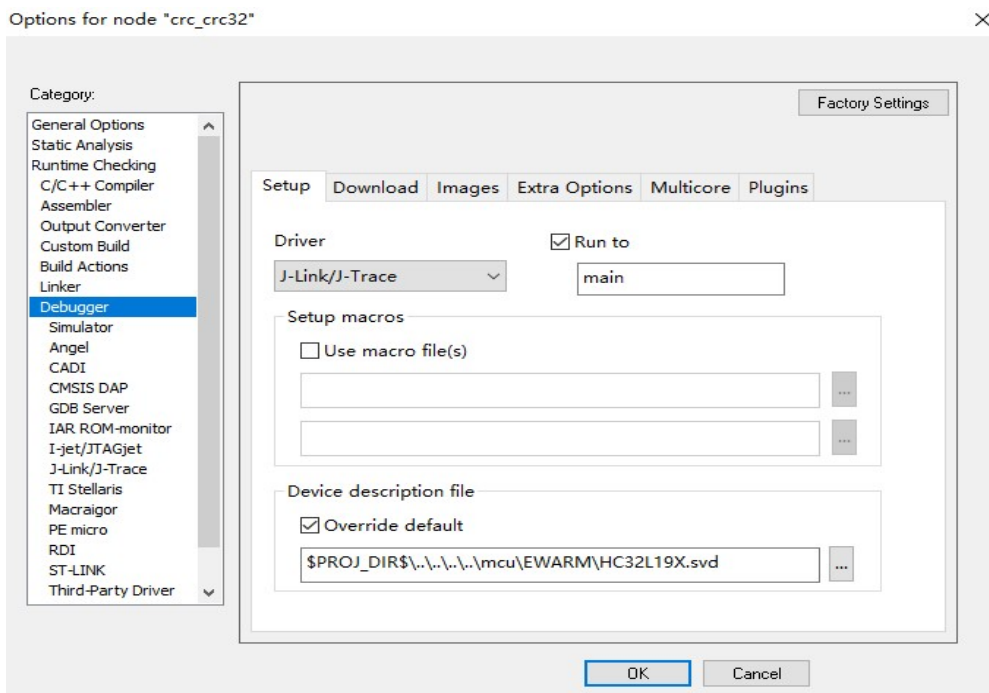 Options for node "crc_crc32"
Category:
Factory Settings
General Options
Static Analysis
Runtime Checking
C/C++ Compiler
Assembler
Output Converter
Custom Build
Build Actions
Linker
Debugger
Simulator
Angel
CADI
CMSIS DAP
GDB Server
IAR ROM-monitor
I-jet/JTAGjet
J-Link/J-Trace
TI Stellaris
Macraigor
PE micro
RDI
ST-LINK
Third-Party Driver
Setup Download Images Extra Options Multicore Plugins
Driver
Run to
J-Link/J-Trace
main
Setup macros
Use macro file(s)
...
...
Device description file
Override default
$PROJ_DIR$\..\..\..\..\mcu\EWARM\HC32L19X.svd
...
OK Cancel